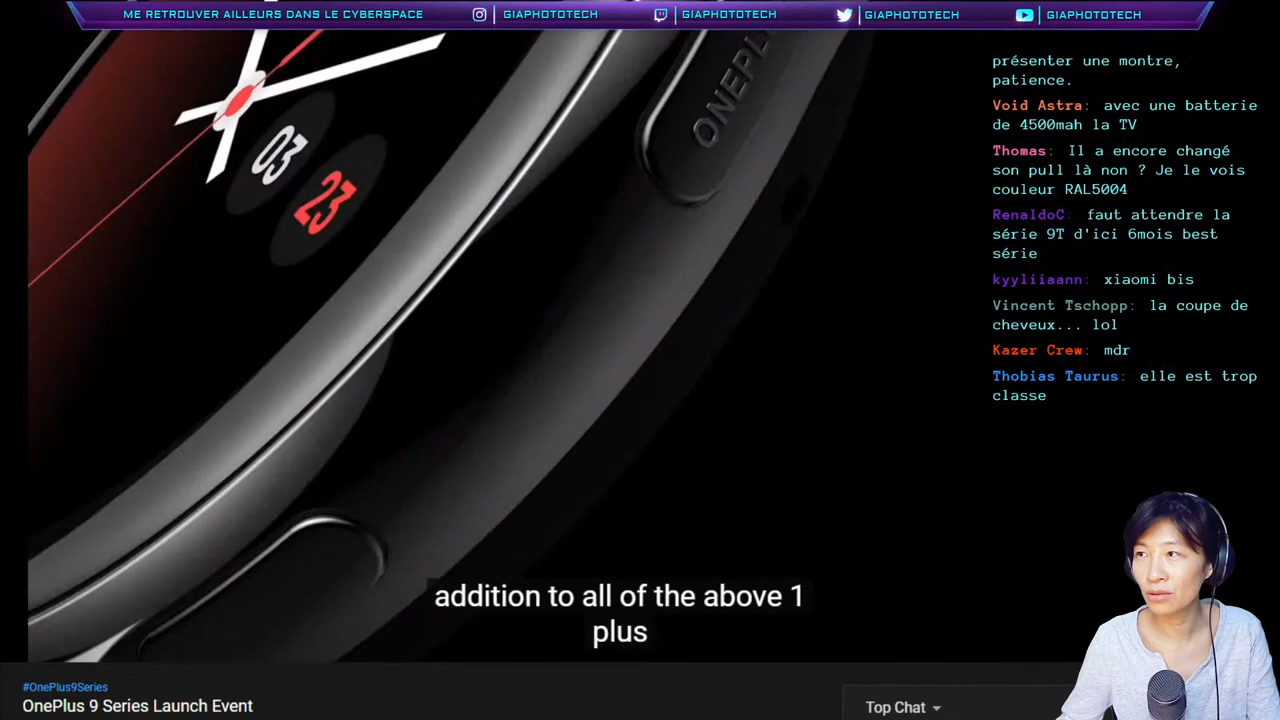 ME RETROUVER AILLEURS DANS LE CYBERSPACE
GIAPHOTOTECH
GIAPHOTOTECH
GIAPHOTOTECH
GIAPHOTOTECH
03
23
présenter une montre,
patience.
Void Astra: avec une batterie
de 4500mah la TV
Thomas: Il a encore changé
son pull là non ? Je le vois
couleur RAL5004
RenaldoC: faut attendre la
série 9T d'ici 6mois best
série
kyyliiaann: xiaomi bis
Vincent Tschopp: la coupe de
cheveux... lol
Kazer Crew: mdr
Thobias Taurus: elle est trop
classe
addition to all of the above 1
plus
#OnePlus9Series
OnePlus 9 Series Launch Event
Top Chat